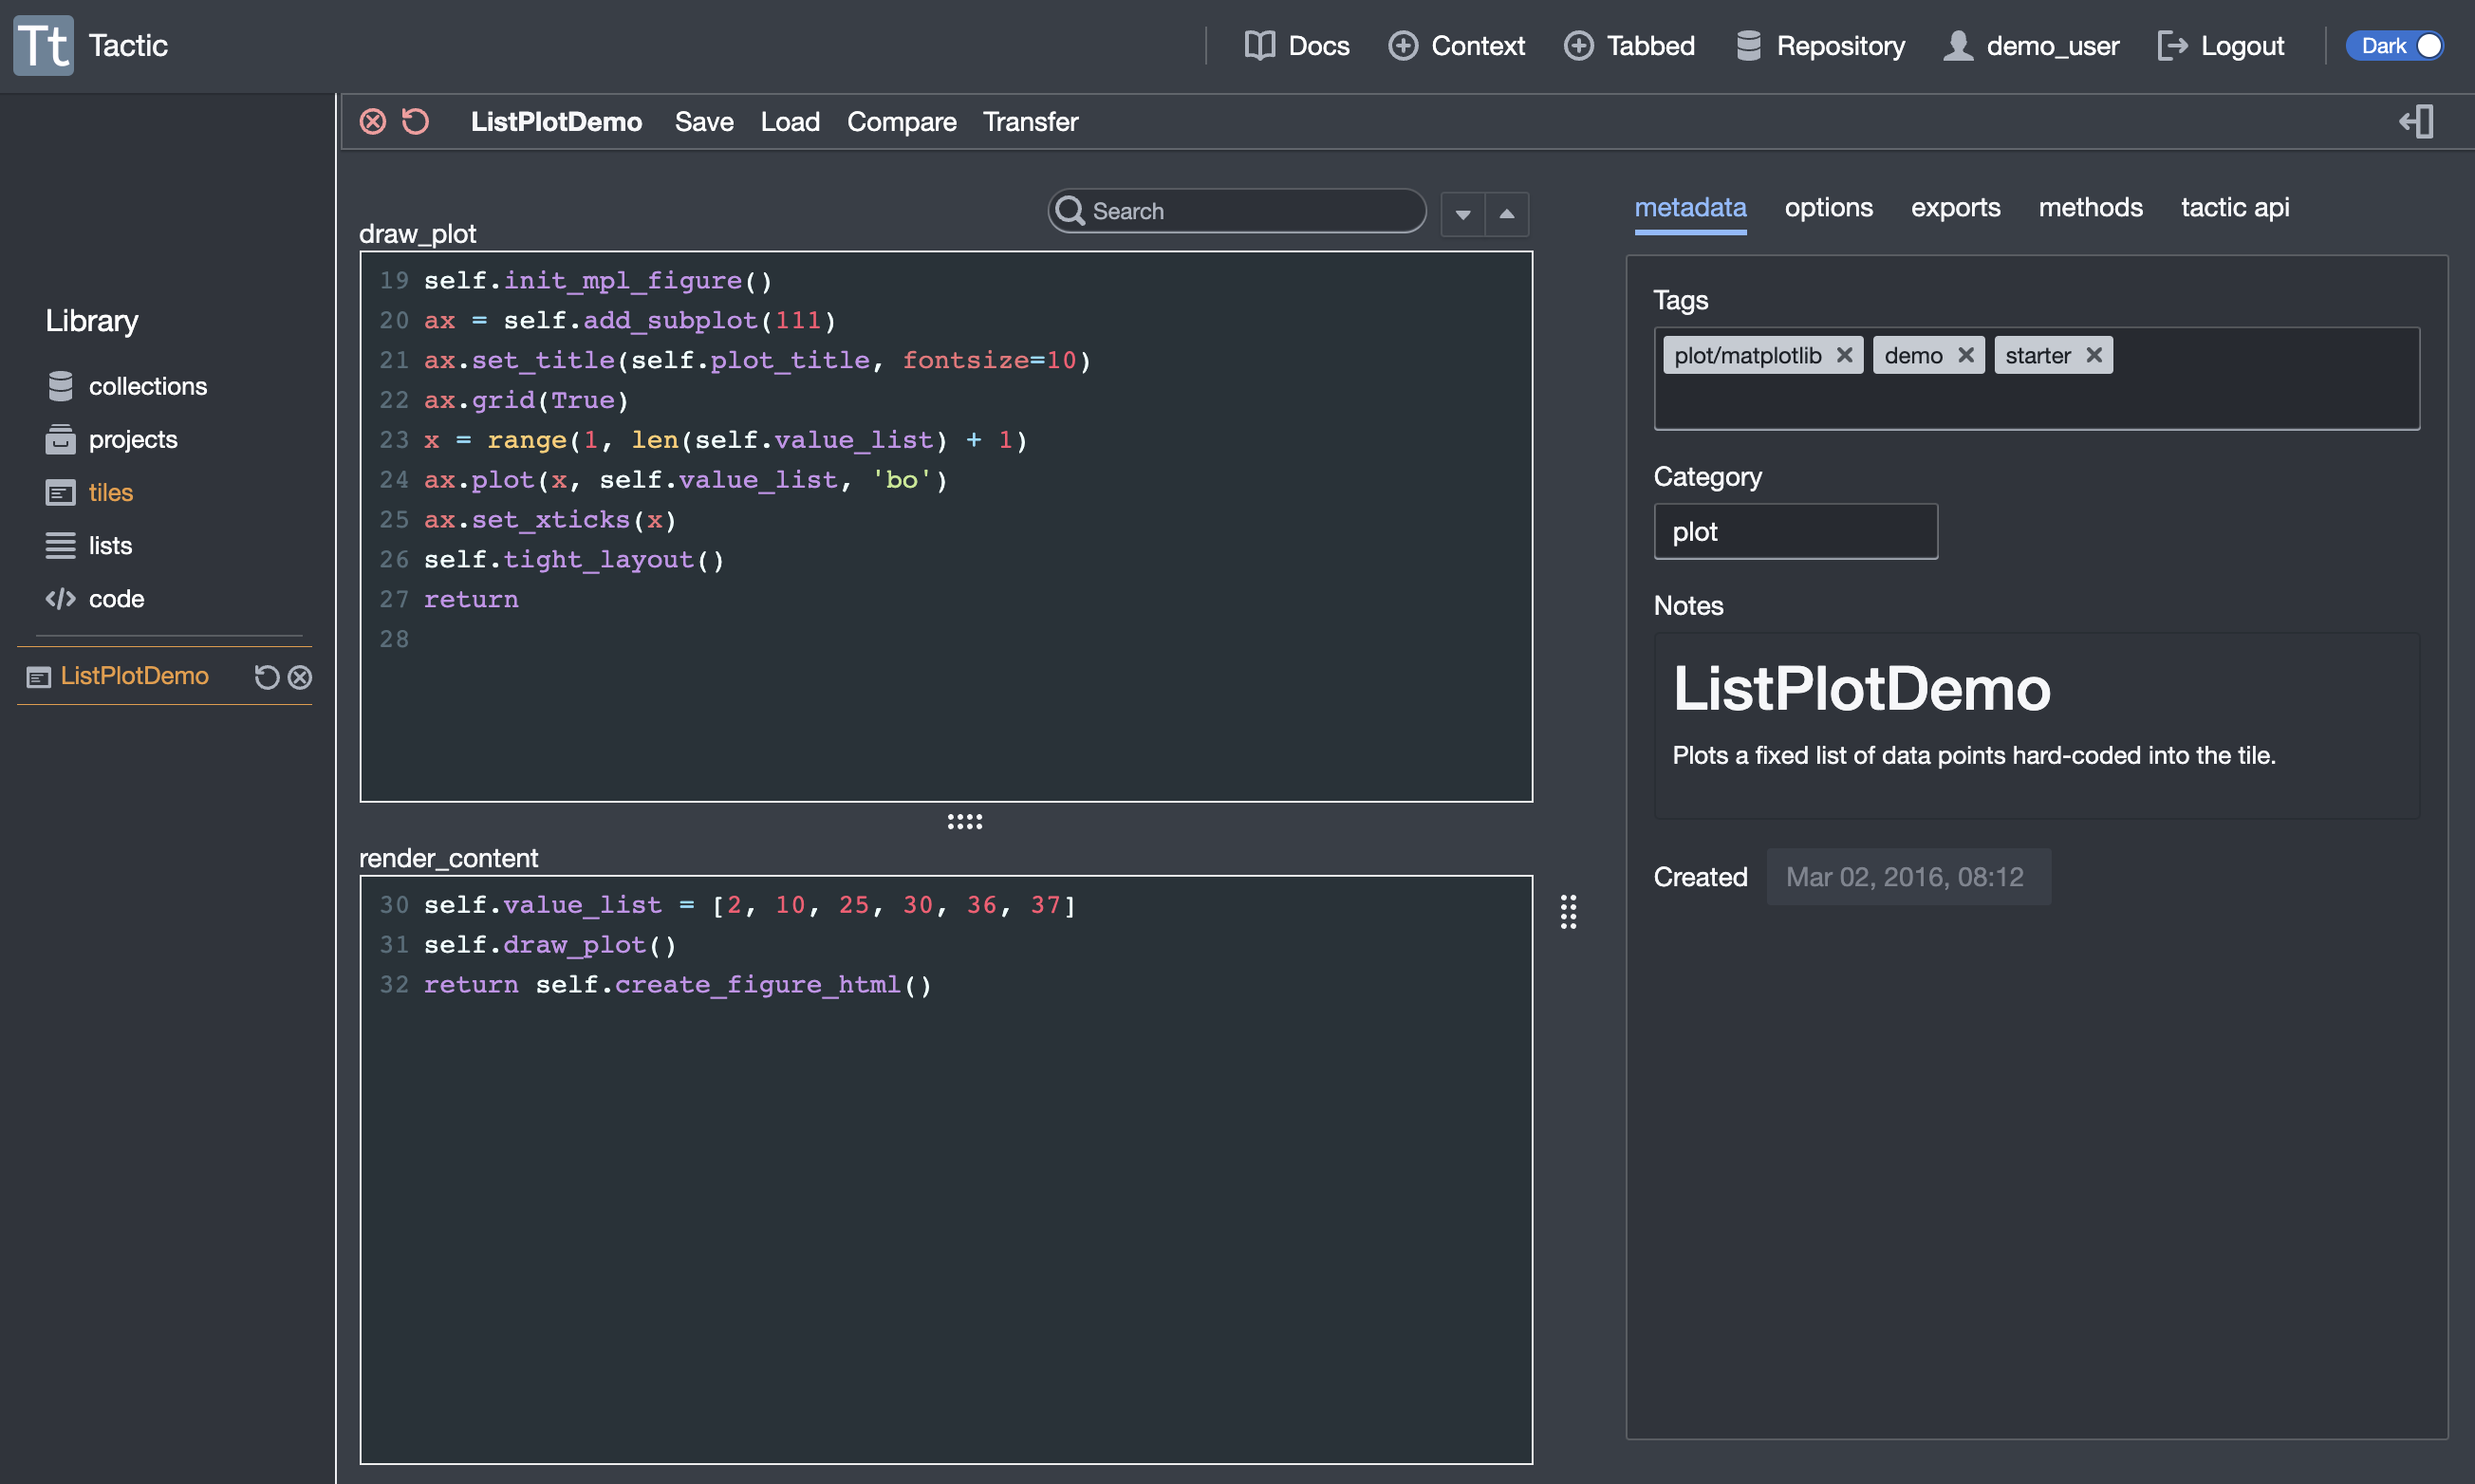 Tt Tactic
Docs Context Tabbed Repository demo_user Logout Dark
ListPlotDemo Save Load Compare Transfer
Library
collections
projects
tiles
lists
code
ListPlotDemo
Search
draw_plot
19 self.init_mpl_figure()
20 ax = self.add_subplot(111)
21 ax.set_title(self.plot_title, fontsize=10)
22 ax.grid(True)
23 x = range(1, len(self.value_list) + 1)
24 ax.plot(x, self.value_list, 'bo')
25 ax.set_xticks(x)
26 self.tight_layout()
27 return
28
render_content
30 self.value_list = [2, 10, 25, 30, 36, 37]
31 self.draw_plot()
32 return self.create_figure_html()
metadata options exports methods tactic api
Tags
plot/matplotlib demo starter
Category
plot
Notes
ListPlotDemo
Plots a fixed list of data points hard-coded into the tile.
Created Mar 02, 2016, 08:12